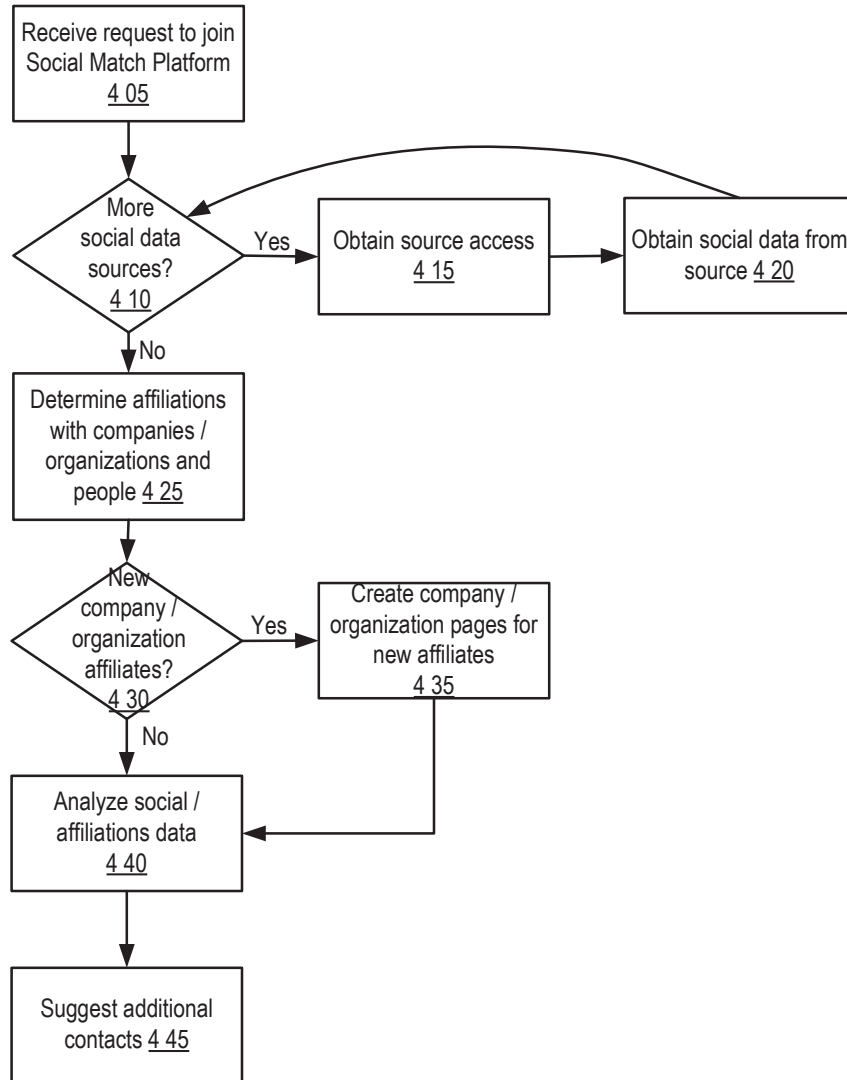 Receive request to join
Social Match Platform
4 05
More
social data
sources?
4 10
Yes
Obtain source access
4 15
Obtain social data from
source 4 20
No
Determine affiliations
with companies /
organizations and
people 4 25
New
company /
organization
affiliates?
4 30
Yes
Create company /
organization pages for
new affiliates
4 35
No
Analyze social /
affiliations data
4 40
Suggest additional
contacts 4 45